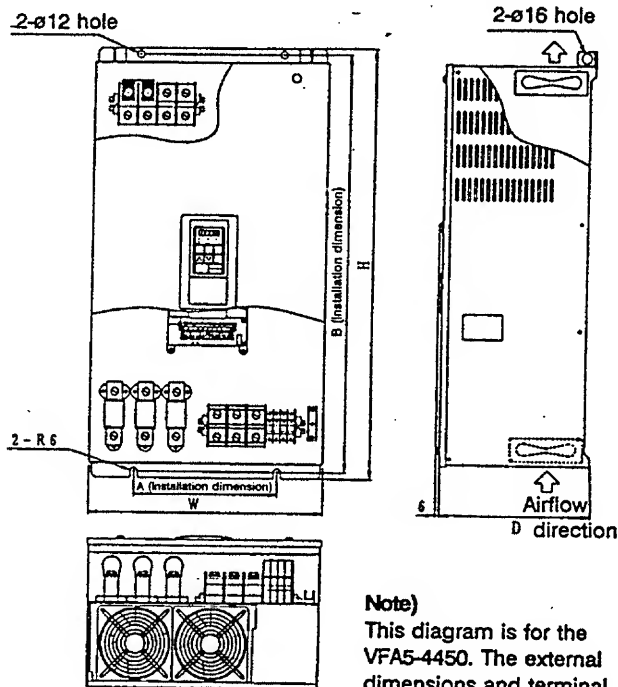 2-ø12 hole
2-ø16 hole
B (Installation dimension)
H
2-R6
A (Installation dimension)
W
6
Airflow
D direction
Note)
This diagram is for the
VFA5-4450. The external
dimensions and terminal